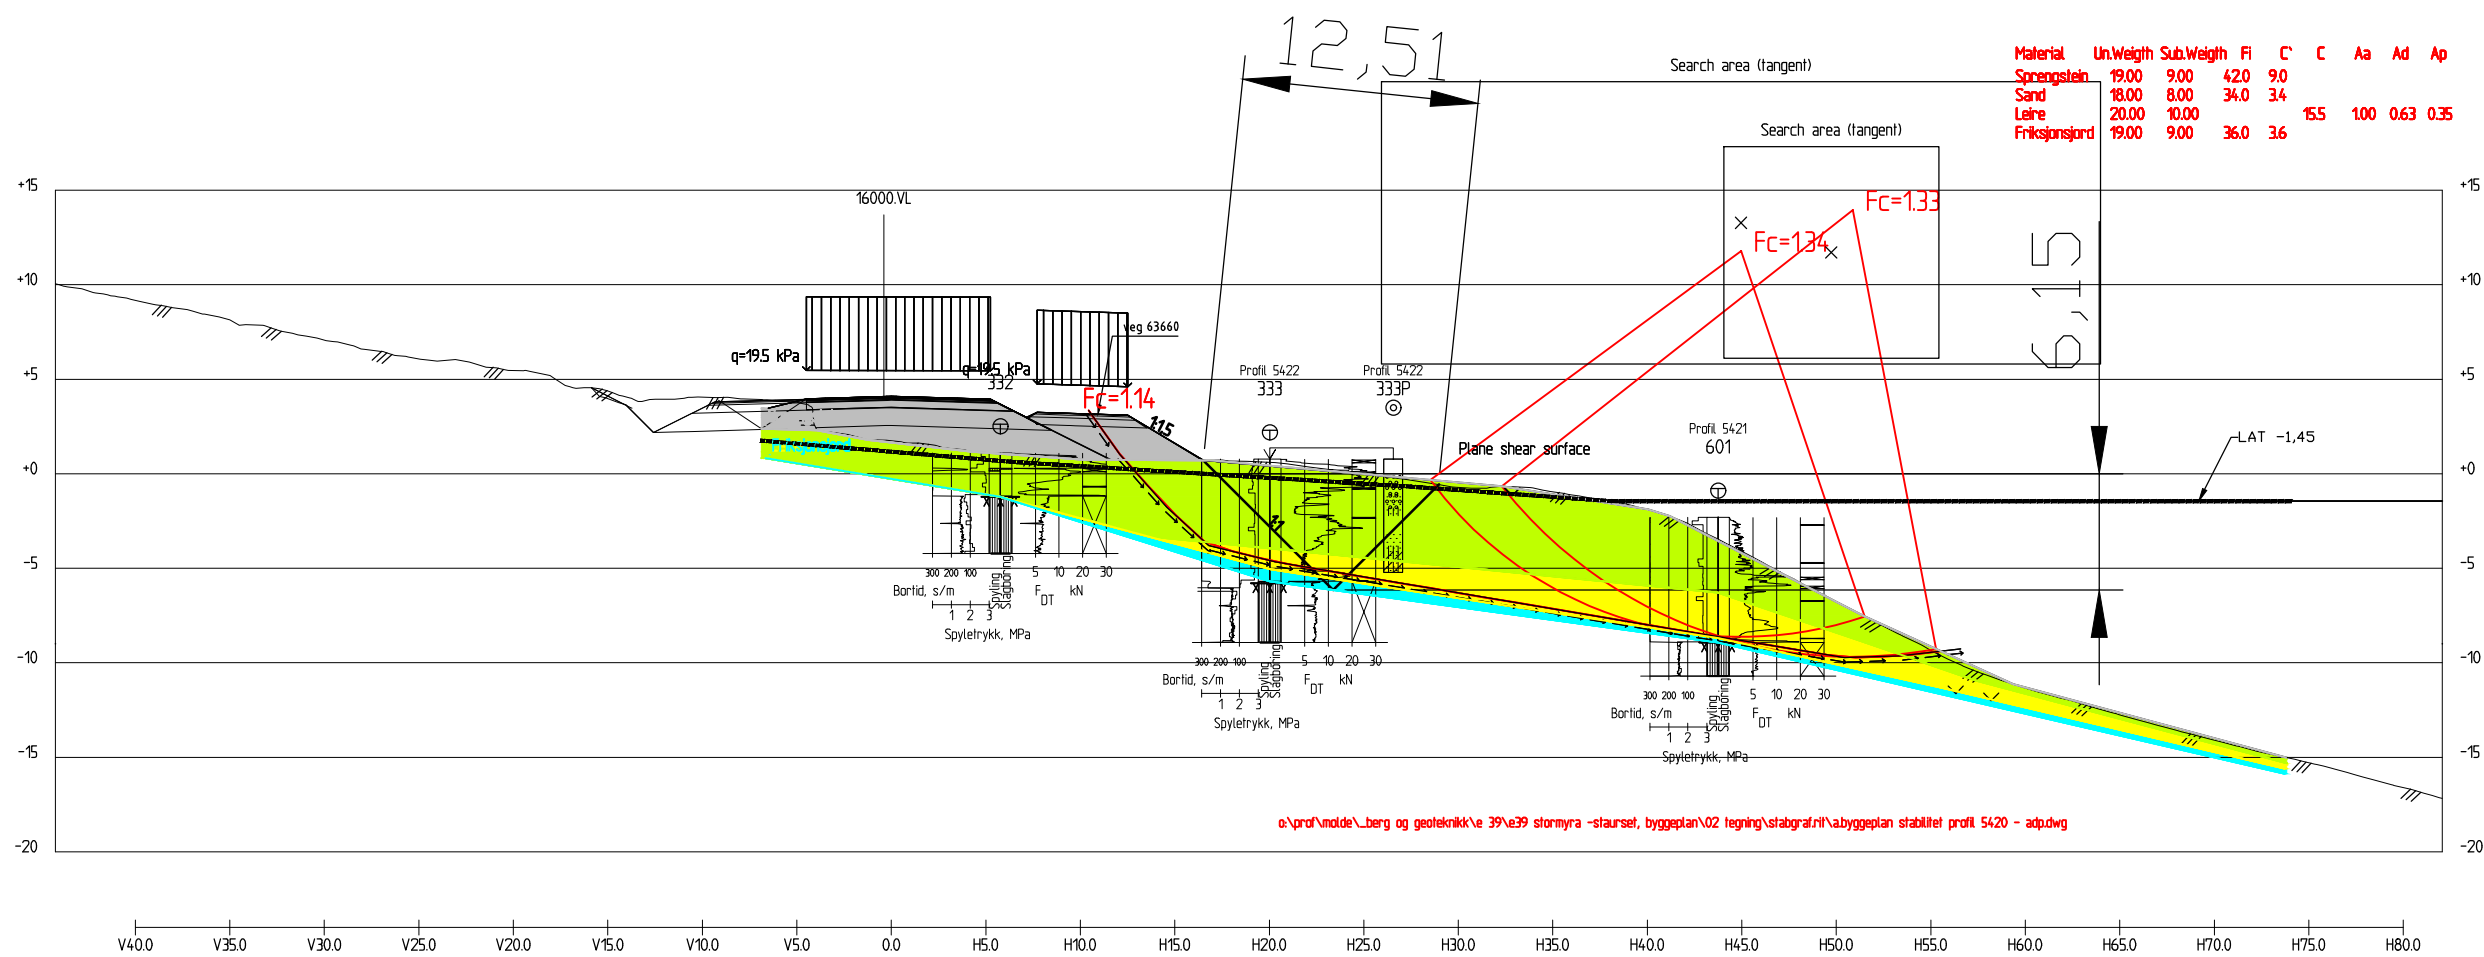 12,51
Search area (tangent)
Material Un.Weigth Sub.Weigth Fi C` C Aa Ad Ap
Sprengstein 19.00 9.00 42.0 9.0
Sand 18.00 8.00 34.0 3.4
Leire 20.00 10.00 15.5 1.00 0.63 0.35
Friksjonsjord 19.00 9.00 36.0 3.6
Search area (tangent)
+15 +15
16000.VL
Fc=1.33
Fc=1.34
6,15
+10 +10
veg 63660
q=19.5 kPa
q=19.5 kPa
332
+5 +5
Profil 5422
333
Profil 5422
333P
Fc=1.14
1:1.5
Profil 5421
601
Plane shear surface
LAT -1,45
Friksjonsjord
+0 +0
1:1
-5 -5
300 200 100 5 10 20 30
Bortid, s/m
Spyling
Slagboring
F DT kN
1 2 3
Spyletrykk, MPa
-10 -10
300 200 100 5 10 20 30
Bortid, s/m
Spyling
Slagboring
F DT kN
1 2 3
Spyletrykk, MPa
300 200 100 5 10 20 30
Bortid, s/m
Spyling
Slagboring
F DT kN
1 2 3
Spyletrykk, MPa
-15 -15
o:\prof\molde\_berg og geoteknikk\e 39\e39 stormyra -staurset, byggeplan\02 tegning\stabgraf.rit\a.byggeplan stabilitet profil 5420 - adp.dwg
-20 -20
V40.0 V35.0 V30.0 V25.0 V20.0 V15.0 V10.0 V5.0 0.0 H5.0 H10.0 H15.0 H20.0 H25.0 H30.0 H35.0 H40.0 H45.0 H50.0 H55.0 H60.0 H65.0 H70.0 H75.0 H80.0